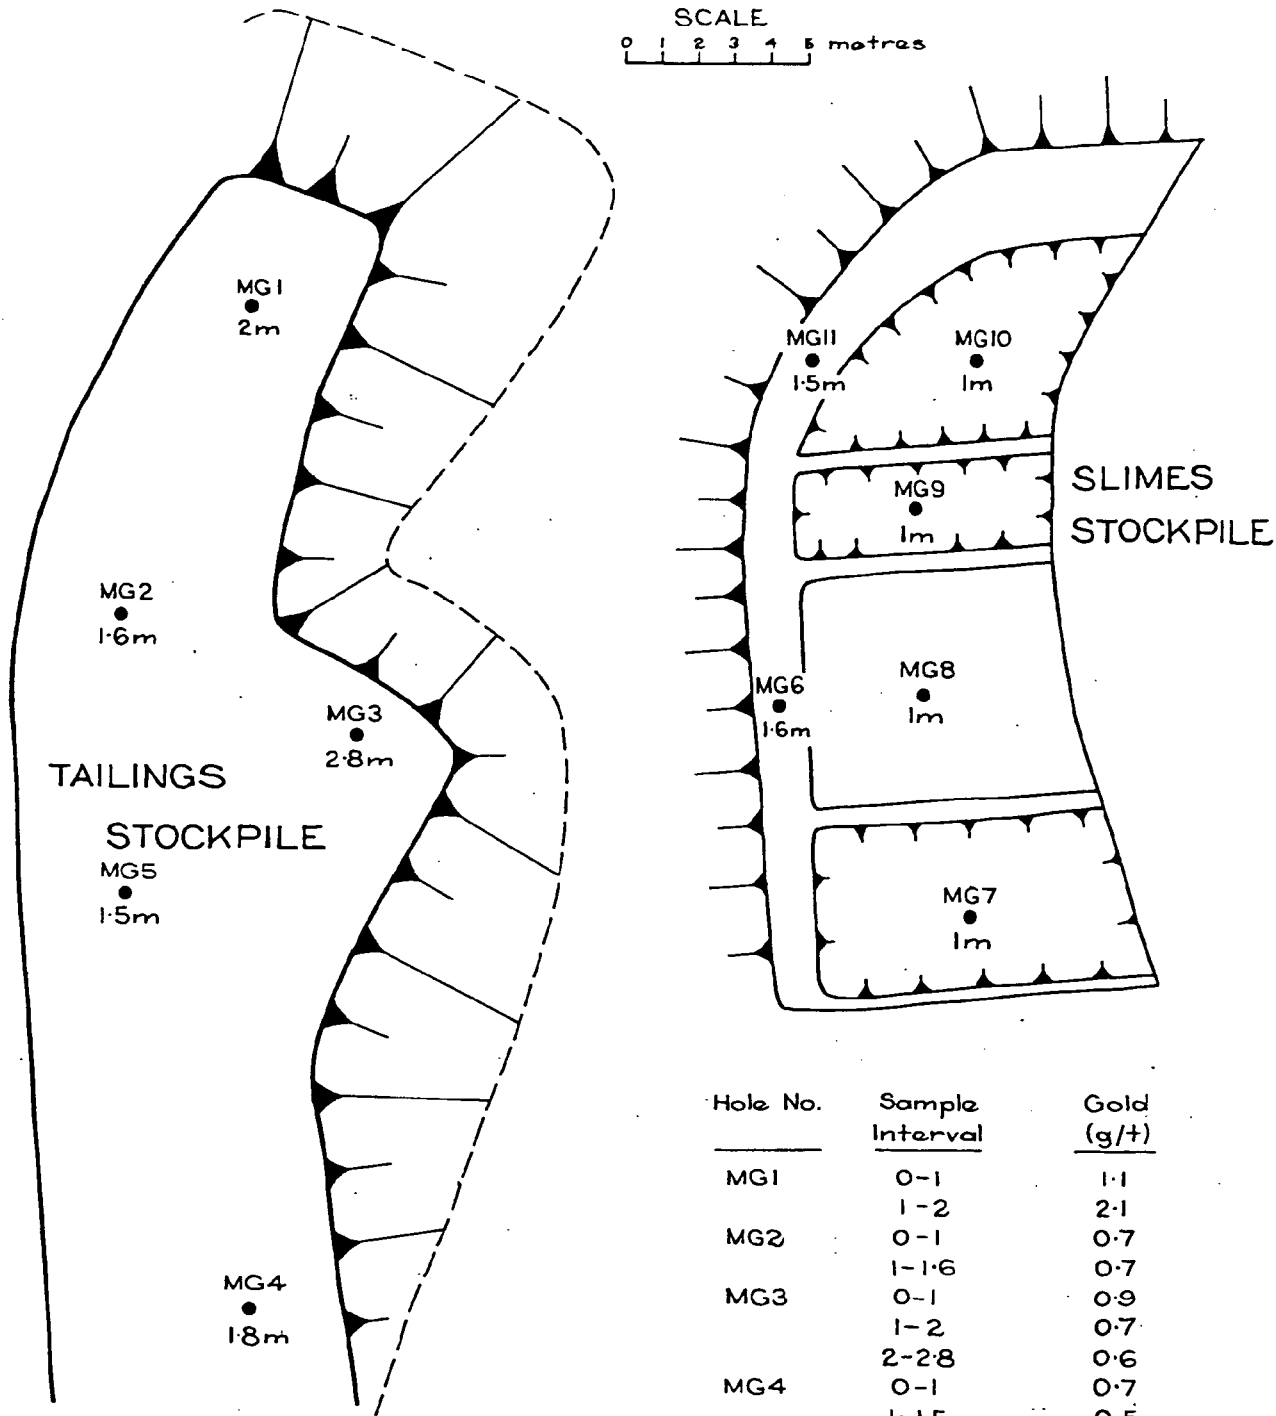 SCALE
0 1 2 3 4 5 metres
MG1
2m
MG11
1·5m
MG10
1m
MG9
1m
SLIMES
STOCKPILE
MG2
1·6m
MG8
1m
MG6
1·6m
MG3
2·8m
TAILINGS
STOCKPILE
MG5
1·5m
MG7
1m
MG4
1·8m
Hole No. Sample Gold
Interval (g/t)
MG1 0-1 1·1
1-2 2·1
MG2 0-1 0·7
1-1·6 0·7
MG3 0-1 0·9
1-2 0·7
2-2·8 0·6
MG4 0-1 0·7